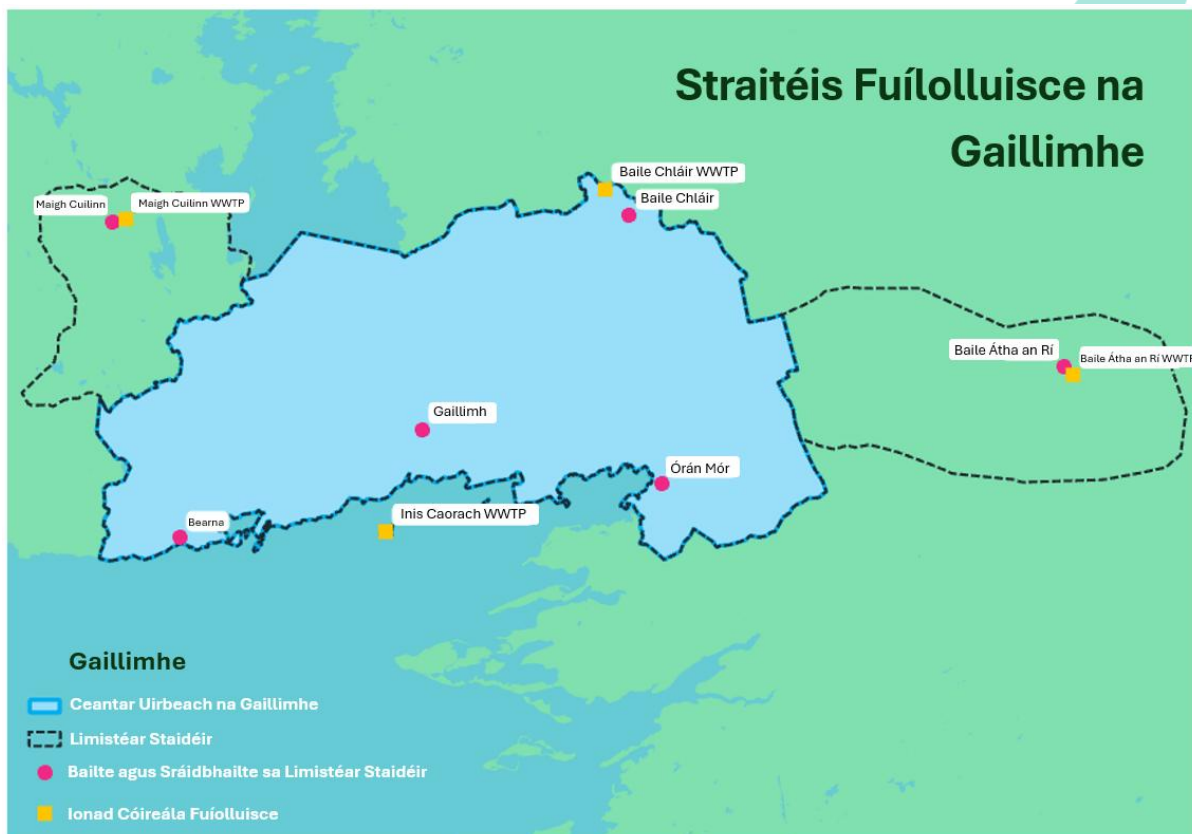 Straitéis Fuílolluisce na
Gaillimhe
Baile Chláir WWTP
Baile Chláir
Maigh Cuilinn
Maigh Cuilinn WWTP
Baile Átha an Rí
Baile Átha an Rí WWTP
Gaillimh
Órán Mór
Inis Caorach WWTP
Bearna
Gaillimhe
Ceantar Uirbeach na Gaillimhe
Limistéar Staidéir
Bailte agus Sráidbhailte sa Limistéar Staidéir
Ionad Cóireála Fuíolluisce